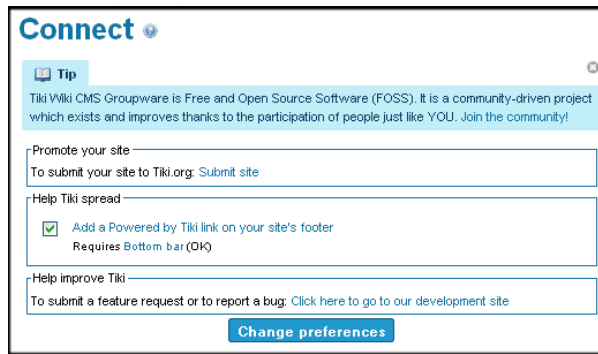 Connect
Tip
Tiki Wiki CMS Groupware is Free and Open Source Software (FOSS). It is a community-driven project
which exists and improves thanks to the participation of people just like YOU. Join the community!
Promote your site
To submit your site to Tiki.org: Submit site
Help Tiki spread
Add a Powered by Tiki link on your site's footer
Requires Bottom bar (OK)
Help improve Tiki
To submit a feature request or to report a bug: Click here to go to our development site
Change preferences